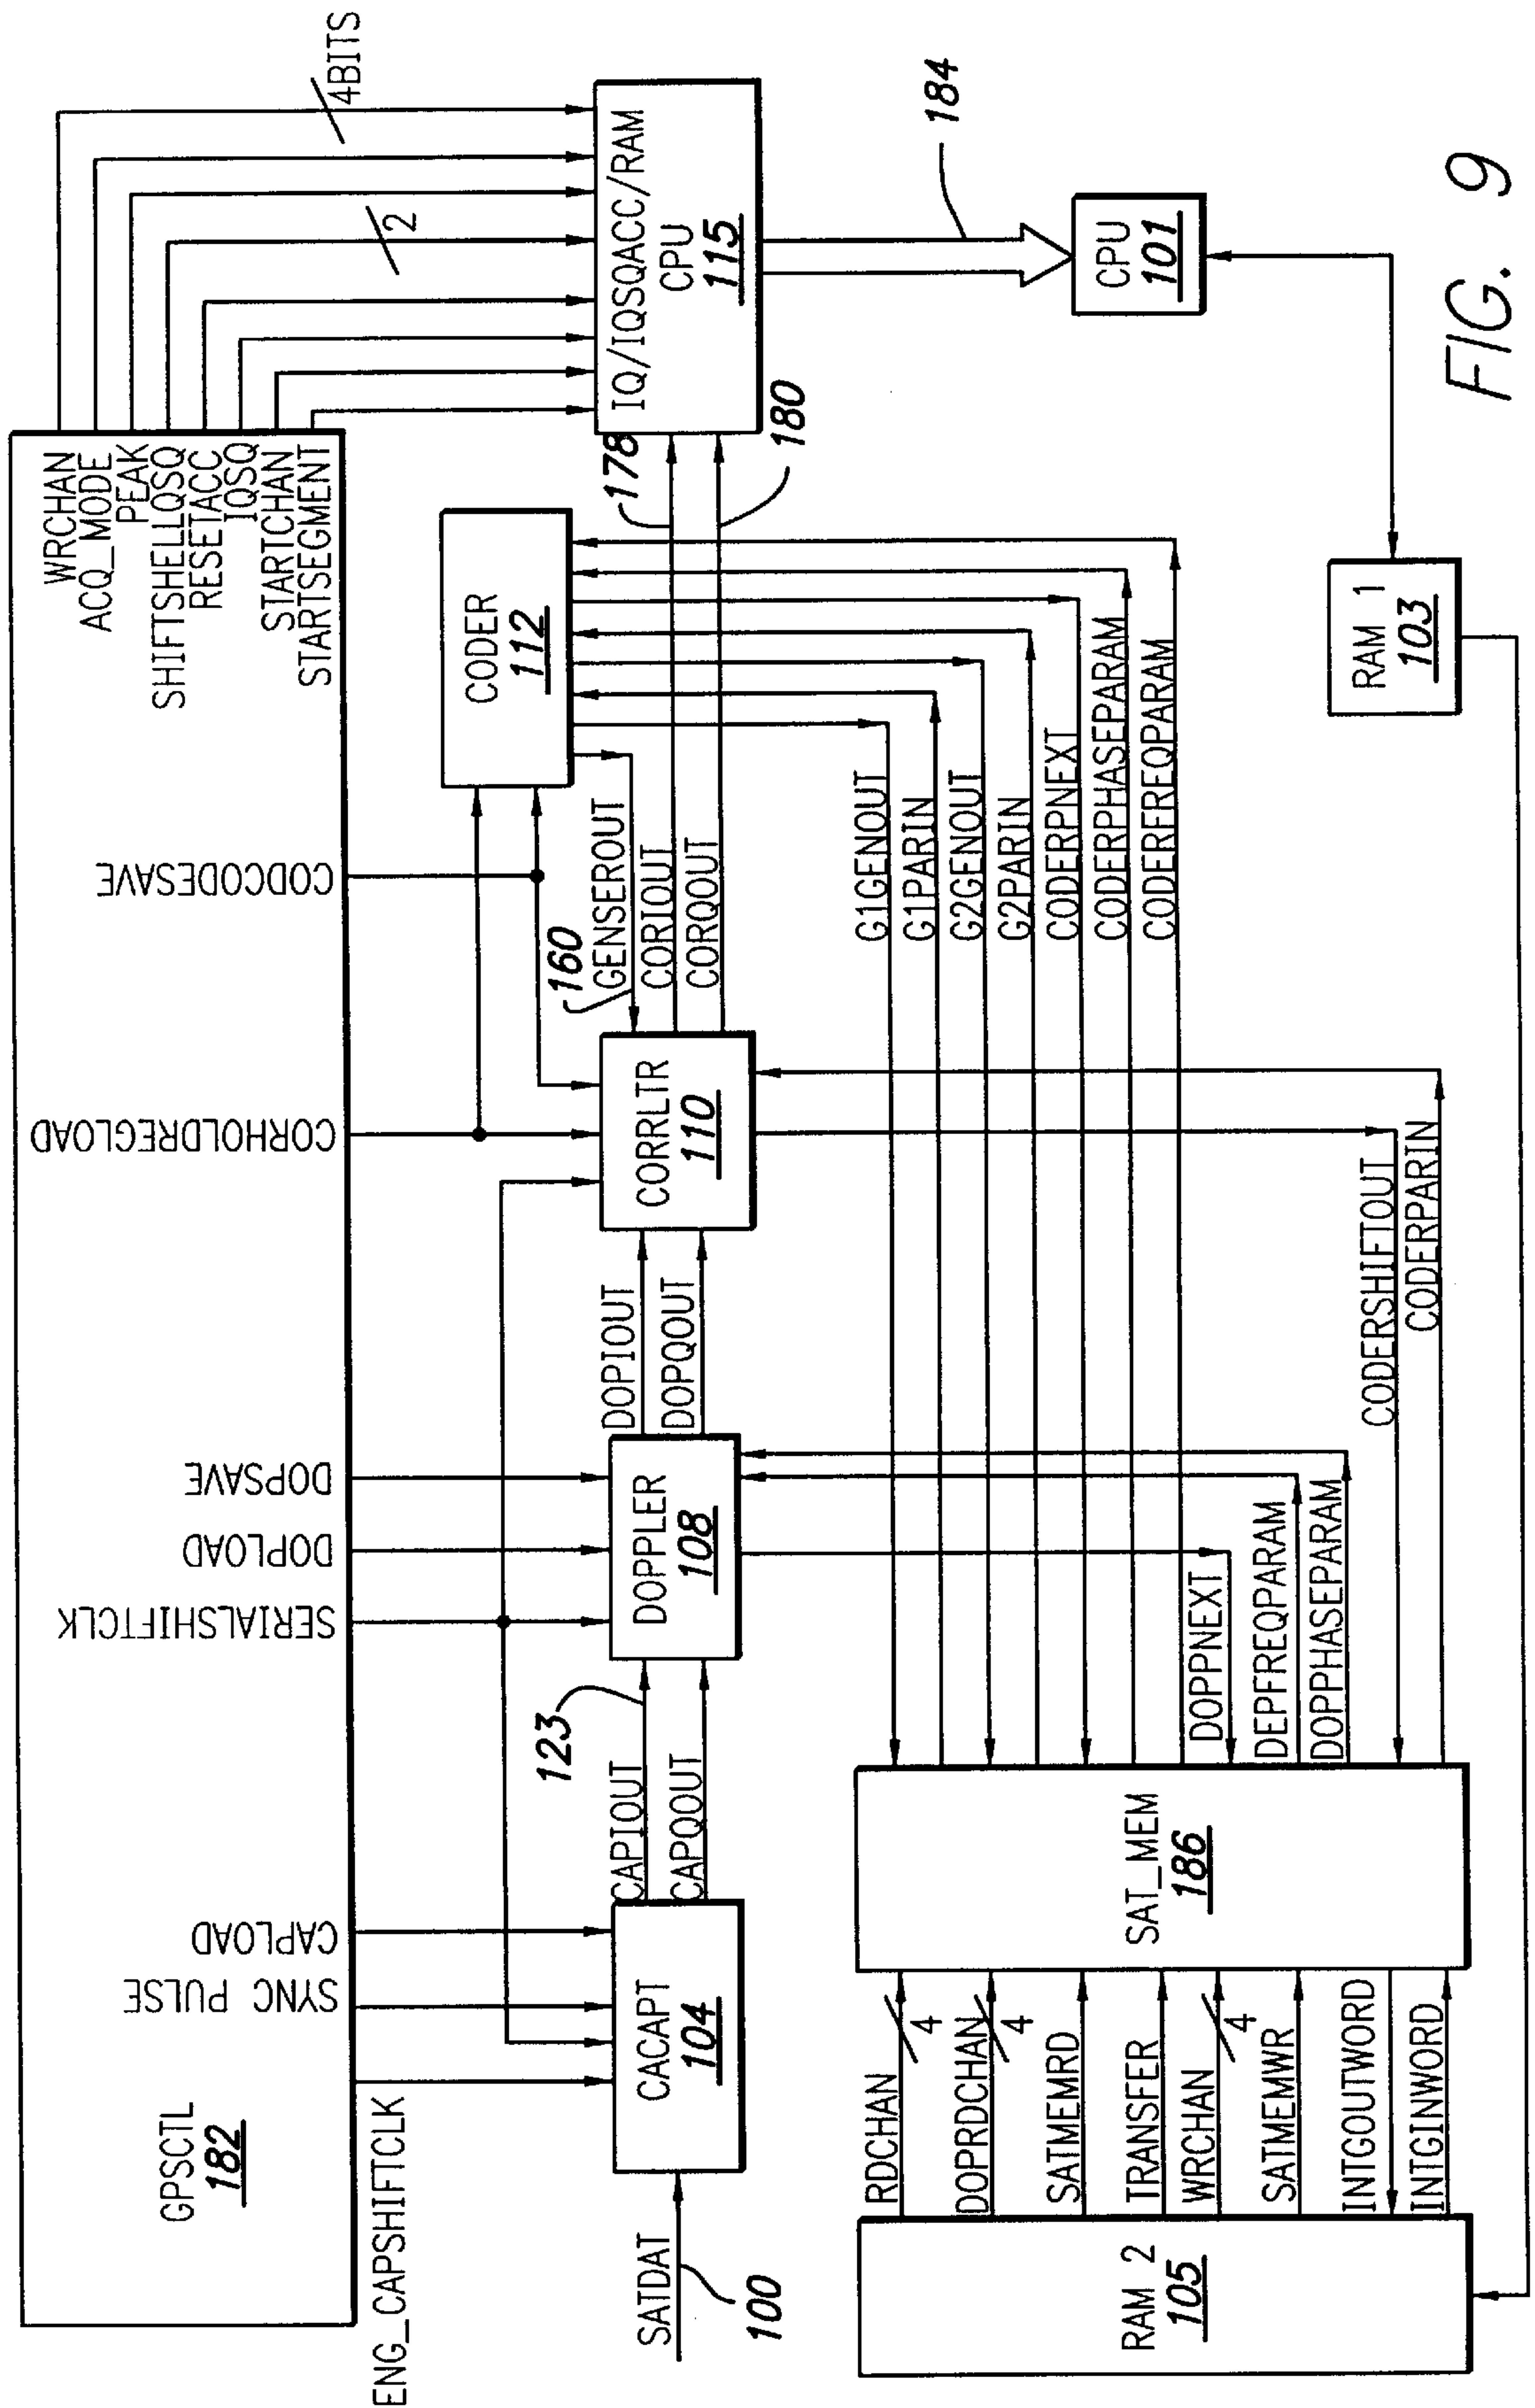 GPSCTL
182
ENG_CAPSHIFTCLK
SYNC PULSE
CAPLOAD
SERIALSHIFTCLK
DOPLOAD
DOPSAVE
CORHOLDREGLOAD
CODCODESAVE
WRCHAN
ACQ_MODE
PEAK
SHIFTSHELLQSQ
RESETACC
IQSQ
STARTCHAN
STARTSEGMENT
4BITS
2
SATDAT
100
CACAPT
104
CAPIOUT
CAPQOUT
123
DOPPLER
108
DOPIOUT
DOPQOUT
CORRLTR
110
160
GENSEROUT
CORIOUT
CORQOUT
CODER
112
178
180
IQ/IQSQACC/RAM
CPU
115
184
CPU
101
RAM 1
103
G1GENOUT
G1PARIN
G2GENOUT
G2PARIN
CODERPNEXT
CODERPHASEPARAM
CODERFREQPARAM
DOPPNEXT
DEPFREQPARAM
DOPPHASEPARAM
CODERSHIFTOUT
CODERPARIN
SAT_MEM
186
RDCHAN
4
DOPRDCHAN
4
SATMEMRD
TRANSFER
WRCHAN
4
SATMEMWR
INTGOUTWORD
INTGINWORD
RAM 2
105
FIG. 9